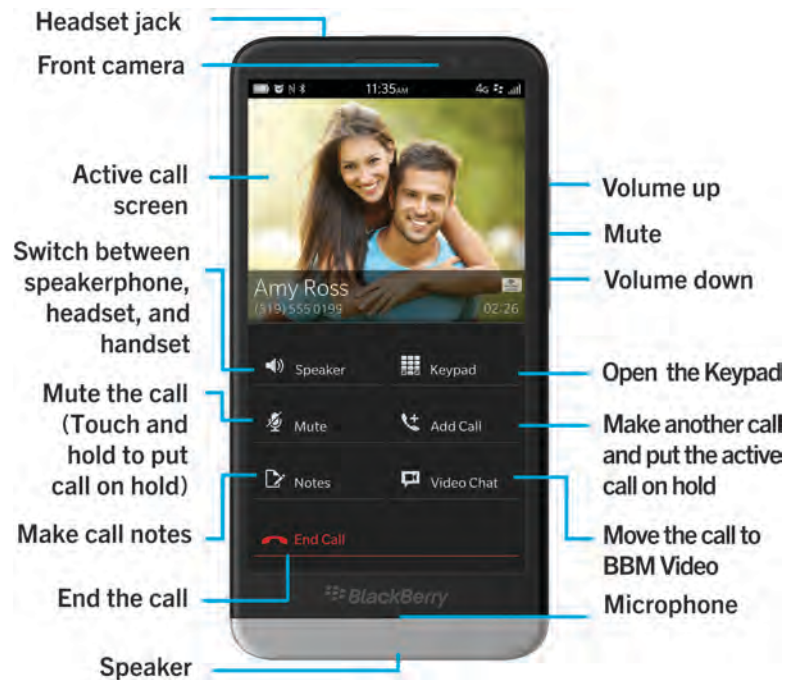 Headset jack
Front camera
11:35AM
4G
Active call
screen
Volume up
Mute
Volume down
Switch between
speakerphone,
headset, and
handset
Amy Ross
(519) 555 0199
02:26
Speaker
Keypad
Open the Keypad
Mute the call
(Touch and
hold to put
call on hold)
Mute
Add Call
Make another call
and put the active
call on hold
Notes
Video Chat
Make call notes
Move the call to
BBM Video
End Call
End the call
BlackBerry
Microphone
Speaker